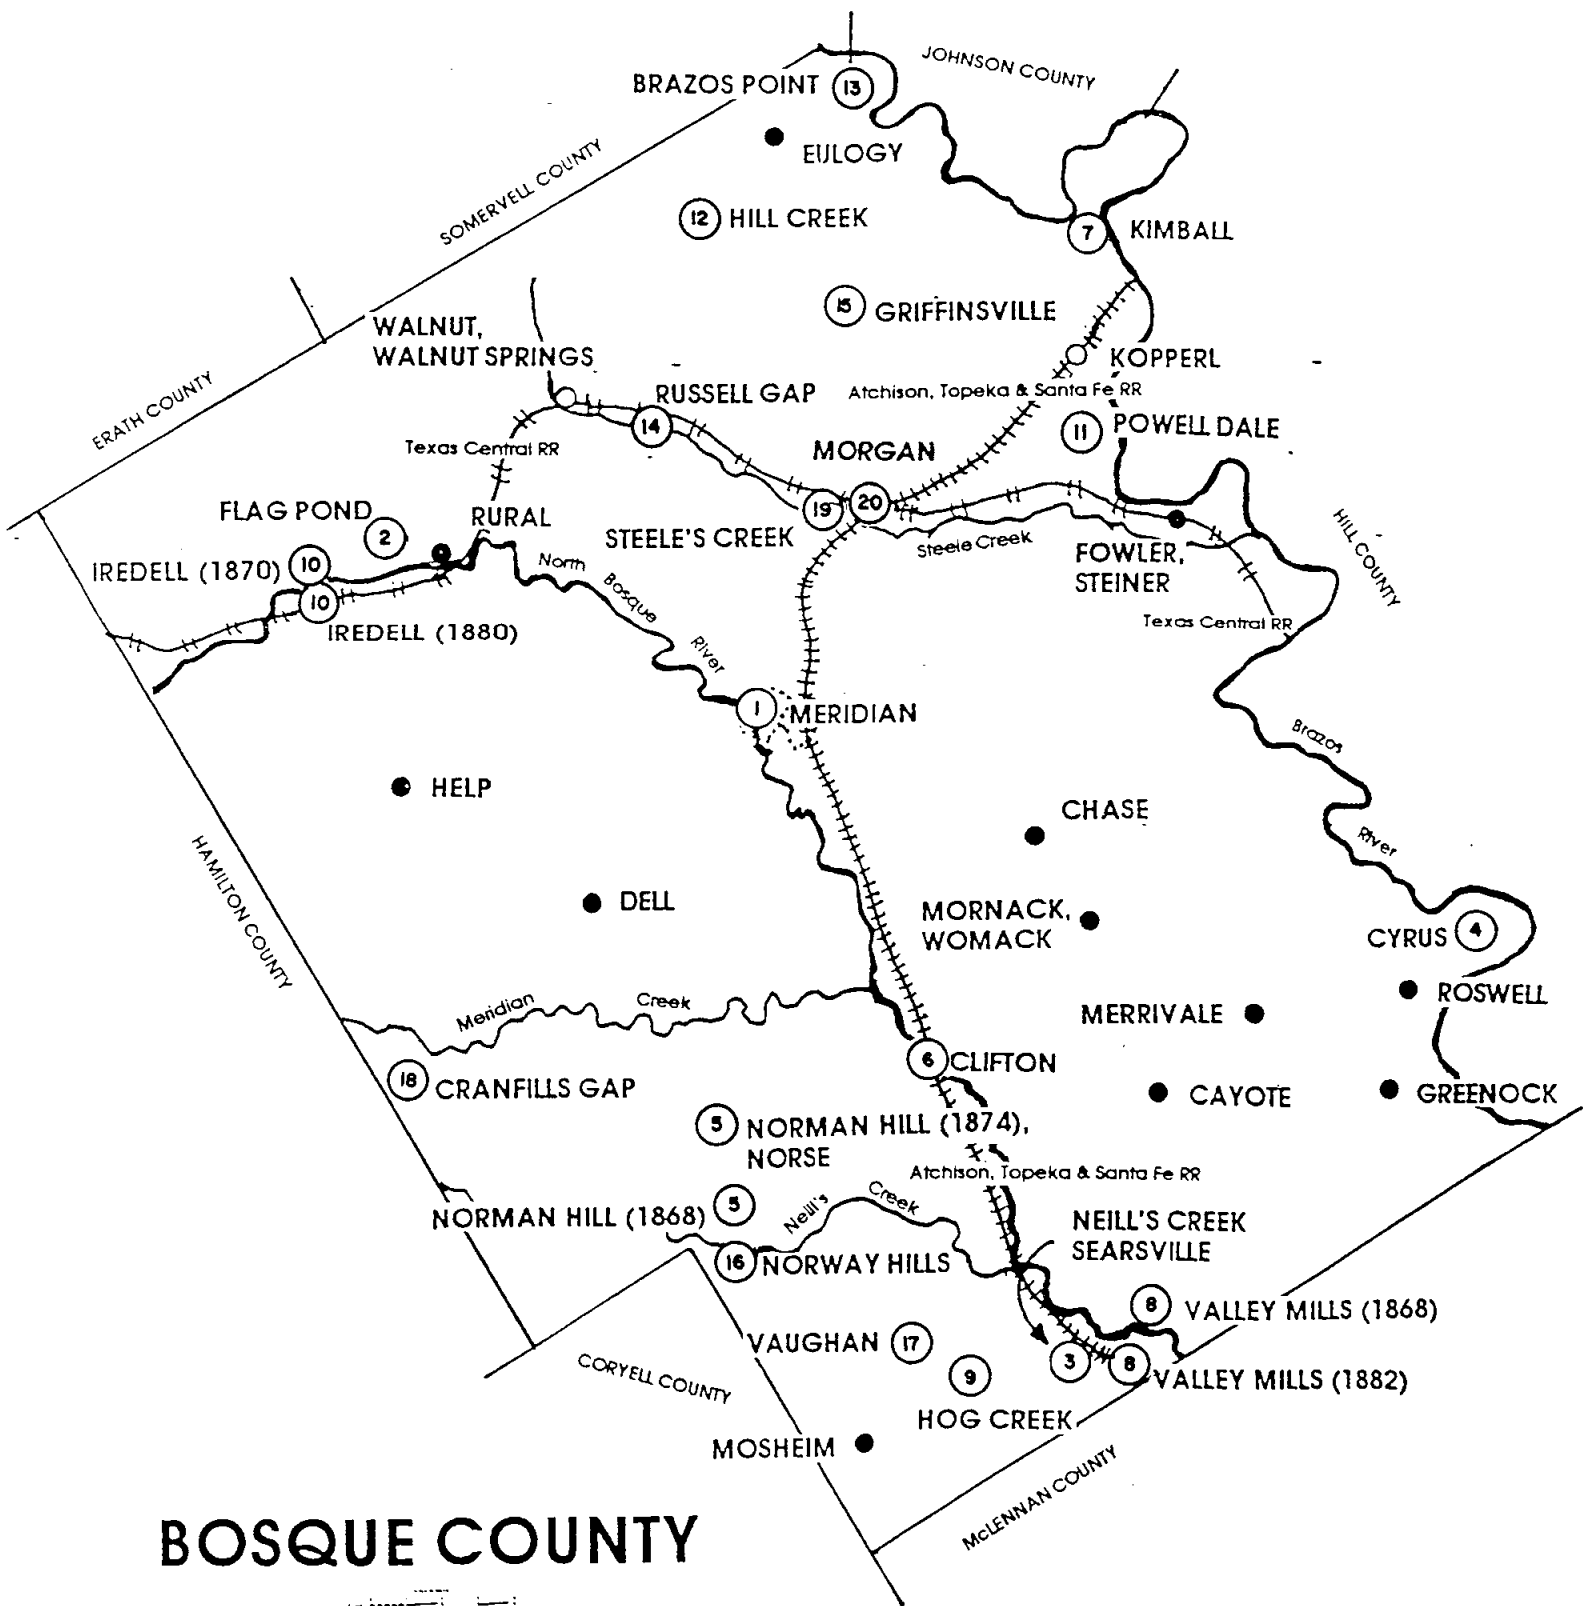 JOHNSON COUNTY
BRAZOS POINT 13
EULOGY
SOMERVELL COUNTY
12 HILL CREEK
7 KIMBALL
15 GRIFFINSVILLE
WALNUT,
WALNUT SPRINGS
KOPPERL
ERATH COUNTY
RUSSELL GAP
14
Atchison, Topeka & Santa Fe RR
11 POWELL DALE
Texas Central RR
MORGAN
19 20
FLAG POND
2
RURAL
STEELE'S CREEK
Steele Creek
HILL COUNTY
FOWLER,
STEINER
IREDELL (1870) 10
10
IREDELL (1880)
North Bosque River
Texas Central RR
1 MERIDIAN
Brazos River
HELP
CHASE
HAMILTON COUNTY
DELL
MORNACK,
WOMACK
CYRUS 4
ROSWELL
Meridian Creek
MERRIVALE
6 CLIFTON
18 CRANFILLS GAP
CAYOTE
GREENOCK
5 NORMAN HILL (1874),
NORSE
Atchison, Topeka & Santa Fe RR
NORMAN HILL (1868) 5
Neill's Creek
NEILL'S CREEK
SEARSVILLE
16 NORWAY HILLS
8 VALLEY MILLS (1868)
VAUGHAN 17
3
8 VALLEY MILLS (1882)
9
HOG CREEK
CORYELL COUNTY
MOSHEIM
McLENNAN COUNTY
BOSQUE COUNTY